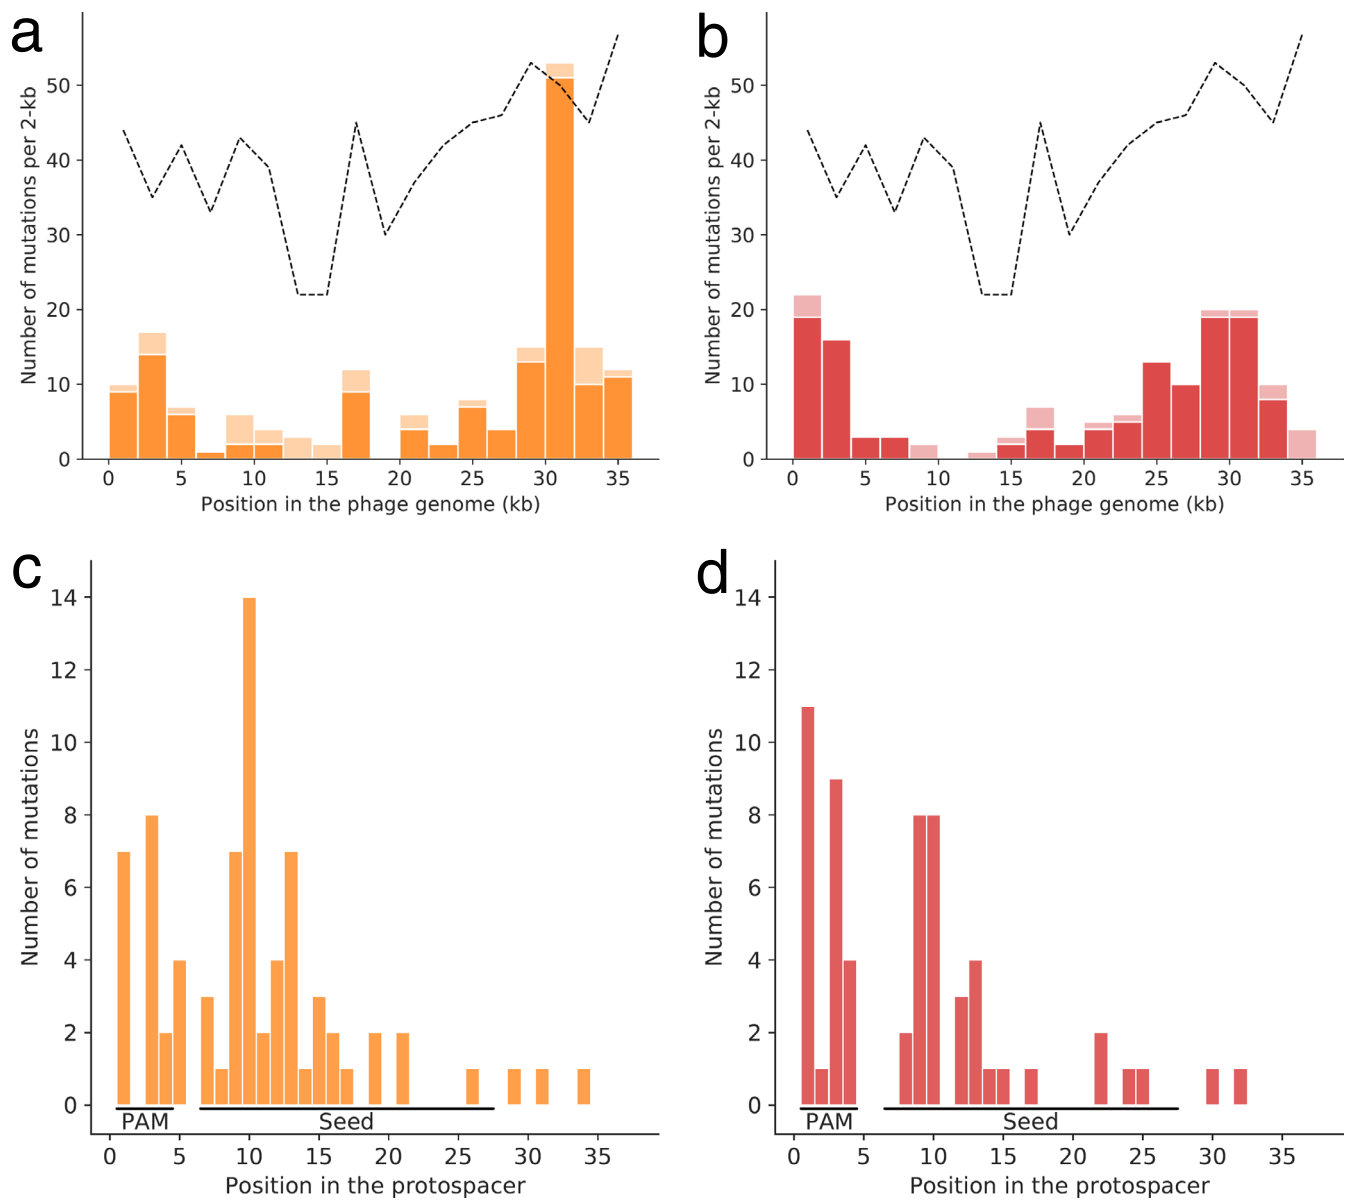 a
Number of mutations per 2-kb
50
40
30
20
10
0
0 5 10 15 20 25 30 35
Position in the phage genome (kb)
b
Number of mutations per 2-kb
50
40
30
20
10
0
0 5 10 15 20 25 30 35
Position in the phage genome (kb)
c
Number of mutations
14
12
10
8
6
4
2
0
PAM Seed
0 5 10 15 20 25 30 35
Position in the protospacer
d
Number of mutations
14
12
10
8
6
4
2
0
PAM Seed
0 5 10 15 20 25 30 35
Position in the protospacer